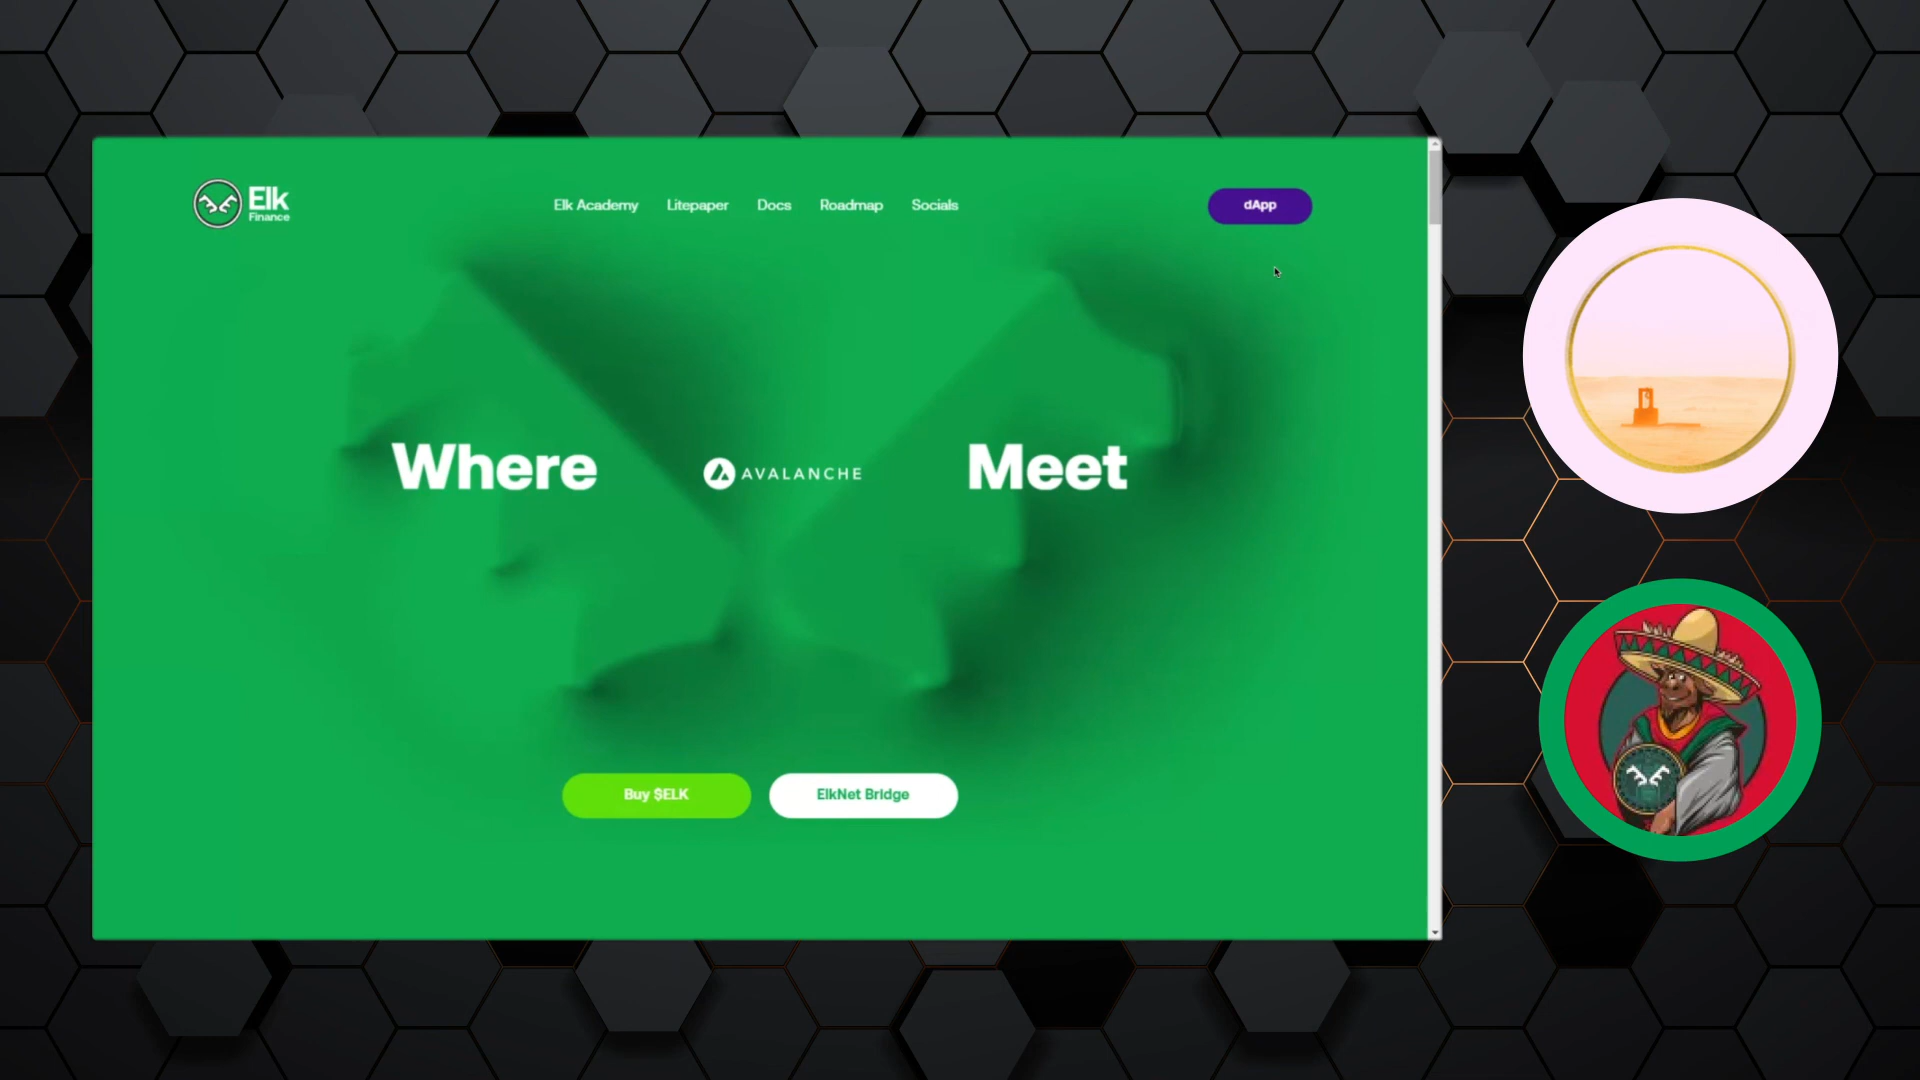 Elk
Finance
Elk Academy
Litepaper
Docs
Roadmap
Socials
dApp
Where
AVALANCHE
Meet
Buy $ELK
ElkNet Bridge